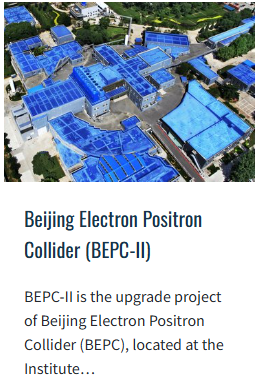 Beijing Electron Positron
Collider (BEPC-II)
BEPC-II is the upgrade project
of Beijing Electron Positron
Collider (BEPC), located at the
Institute…